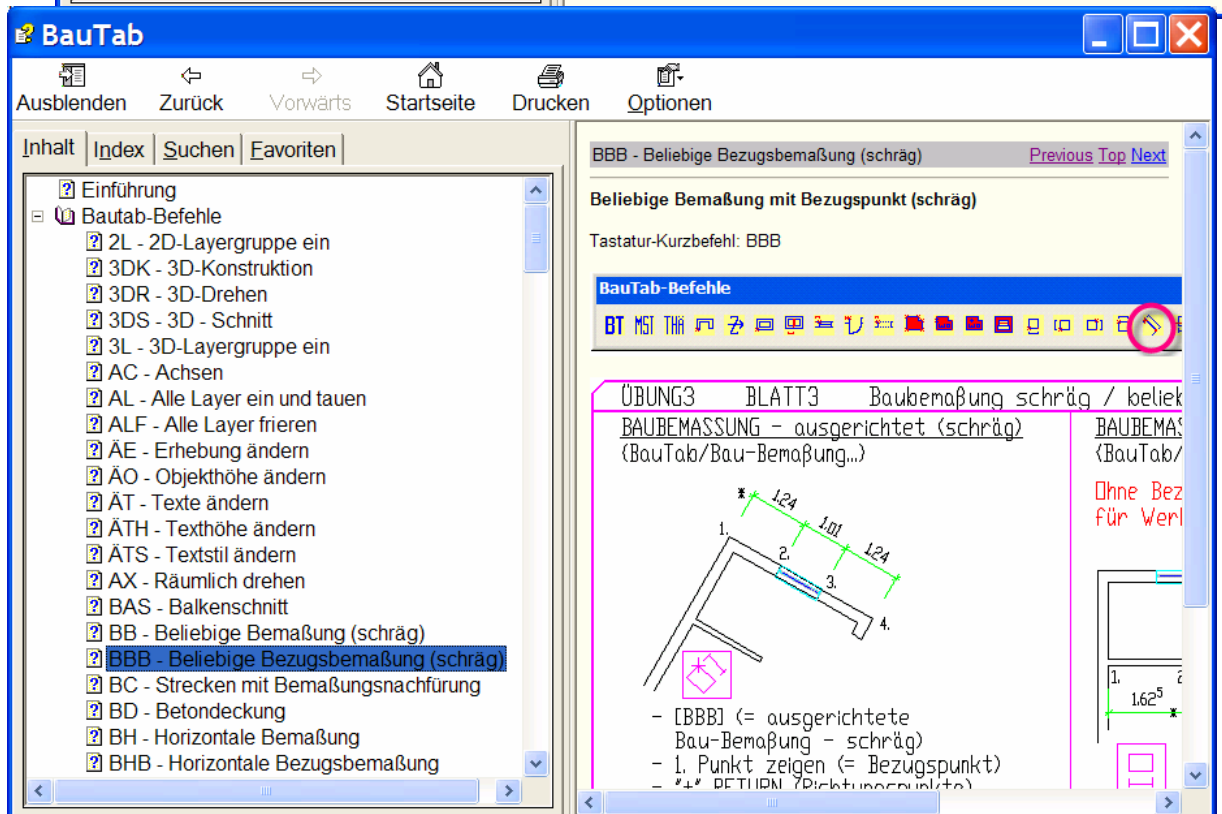 BauTab
Ausblenden Zurück Vorwärts Startseite Drucken Optionen
Inhalt Index Suchen Favoriten
Einführung
Bautab-Befehle
2L - 2D-Layergruppe ein
3DK - 3D-Konstruktion
3DR - 3D-Drehen
3DS - 3D - Schnitt
3L - 3D-Layergruppe ein
AC - Achsen
AL - Alle Layer ein und tauen
ALF - Alle Layer frieren
ÄE - Erhebung ändern
ÄO - Objekthöhe ändern
ÄT - Texte ändern
ÄTH - Texthöhe ändern
ÄTS - Textstil ändern
AX - Räumlich drehen
BAS - Balkenschnitt
BB - Beliebige Bemaßung (schräg)
BBB - Beliebige Bezugsbemaßung (schräg)
BC - Strecken mit Bemaßungsnachfürung
BD - Betondeckung
BH - Horizontale Bemaßung
BHB - Horizontale Bezugsbemaßung
BBB - Beliebige Bezugsbemaßung (schräg) Previous Top Next
Beliebige Bemaßung mit Bezugspunkt (schräg)
Tastatur-Kurzbefehl: BBB
BauTab-Befehle
BT MST THÄ
ÜBUNG3 BLATT3 Baubemaßung schräg / beliek
BAUBEMASSUNG - ausgerichtet (schräg)
(BauTab/Bau-Bemaßung...)
* 1.24
1.01
1.24
1.
2.
3.
4.
- [BBB] (= ausgerichtete
Bau-Bemaßung - schräg)
- 1. Punkt zeigen (= Bezugspunkt)
- "+" RETURN (Richtungspunkte)
BAUBEMAS
(BauTab/
Ohne Bez
für Werl
1.
1.62⁵
*